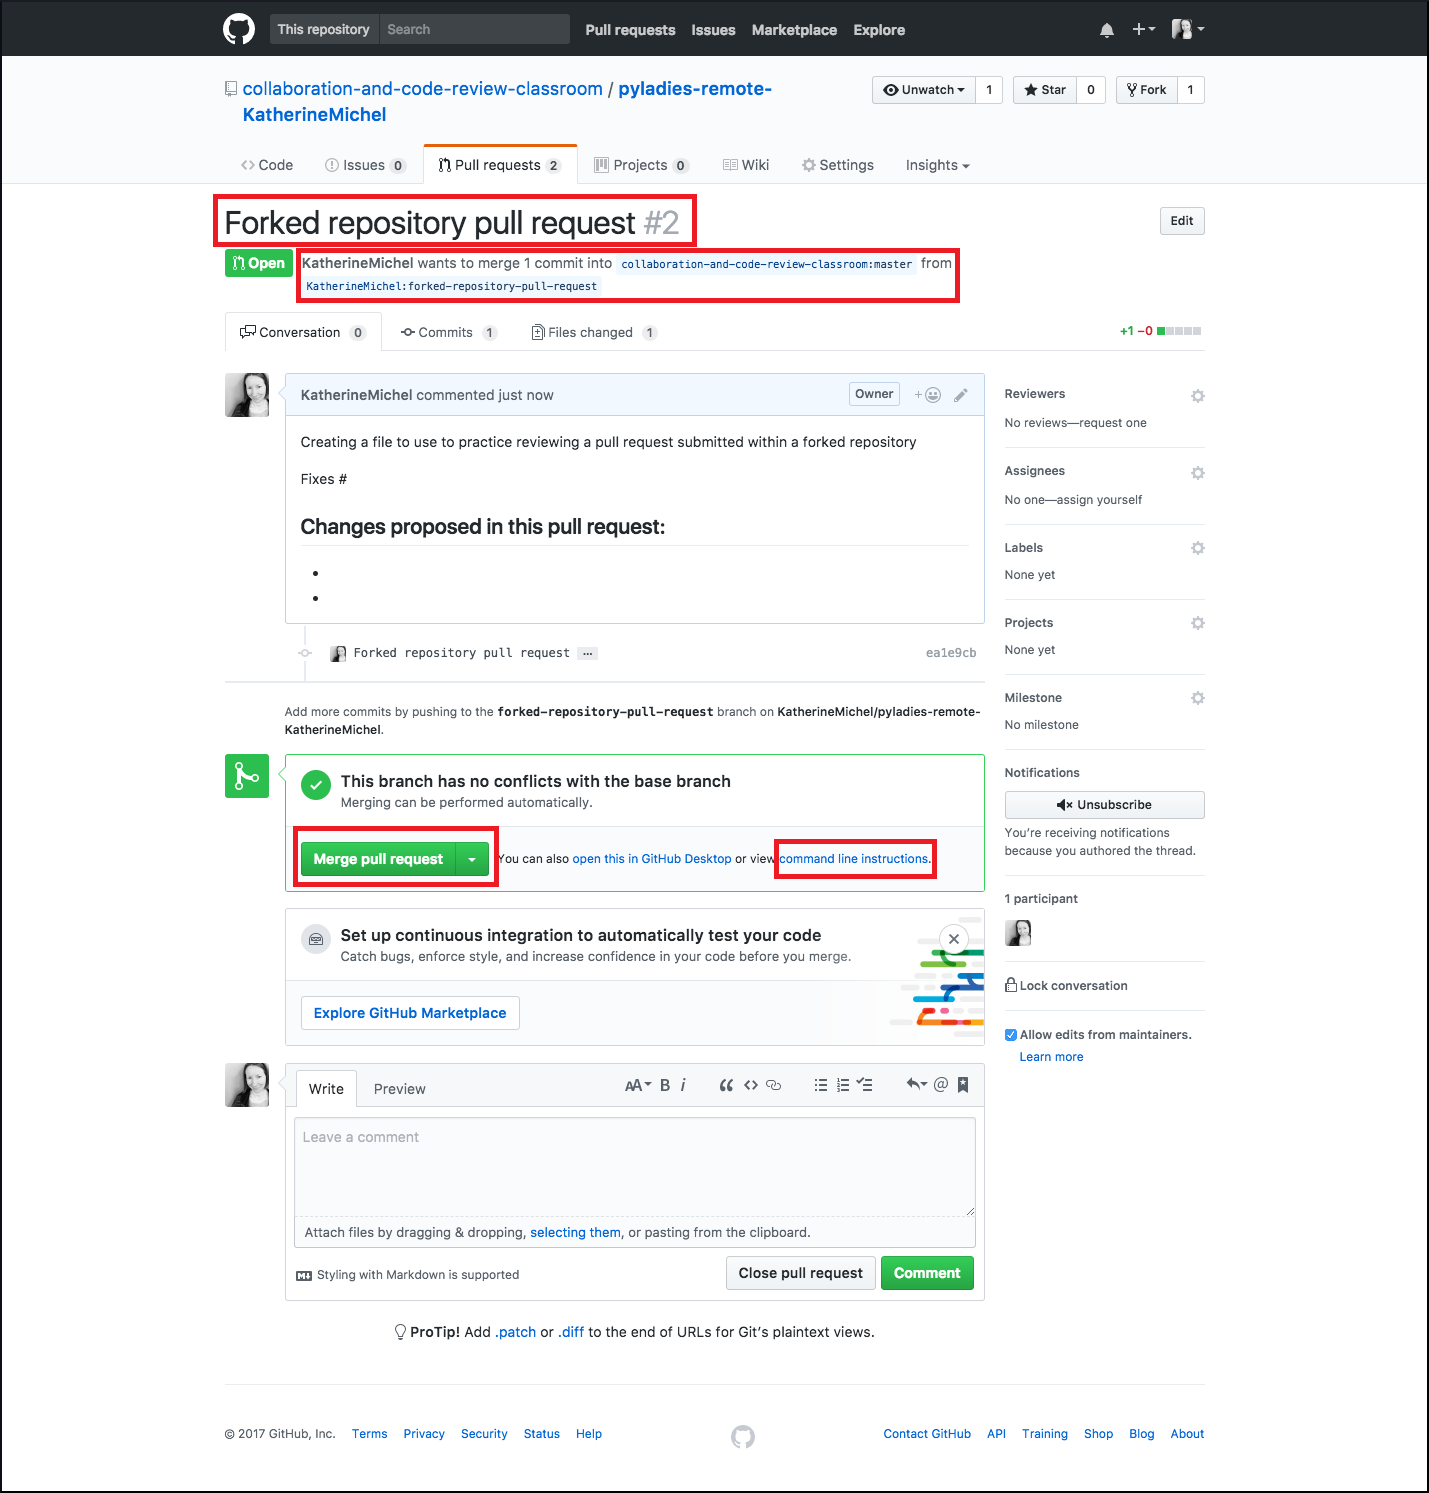 This repository Search Pull requests Issues Marketplace Explore
collaboration-and-code-review-classroom / pyladies-remote-
KatherineMichel
Unwatch 1 Star 0 Fork 1
Code Issues 0 Pull requests 2 Projects 0 Wiki Settings Insights
Forked repository pull request #2
Edit
Open KatherineMichel wants to merge 1 commit into collaboration-and-code-review-classroom:master from
KatherineMichel:forked-repository-pull-request
Conversation 0 Commits 1 Files changed 1 +1 −0
KatherineMichel commented just now Owner
Creating a file to use to practice reviewing a pull request submitted within a forked repository
Fixes #
Changes proposed in this pull request:
Forked repository pull request … ea1e9cb
Add more commits by pushing to the forked-repository-pull-request branch on KatherineMichel/pyladies-remote-
KatherineMichel.
This branch has no conflicts with the base branch
Merging can be performed automatically.
Merge pull request You can also open this in GitHub Desktop or view command line instructions.
Set up continuous integration to automatically test your code
Catch bugs, enforce style, and increase confidence in your code before you merge.
Explore GitHub Marketplace
Write Preview
AA B i
Leave a comment
Attach files by dragging & dropping, selecting them, or pasting from the clipboard.
Styling with Markdown is supported
Close pull request Comment
ProTip! Add .patch or .diff to the end of URLs for Git's plaintext views.
Reviewers
No reviews—request one
Assignees
No one—assign yourself
Labels
None yet
Projects
None yet
Milestone
No milestone
Notifications
Unsubscribe
You're receiving notifications
because you authored the thread.
1 participant
Lock conversation
Allow edits from maintainers.
Learn more
© 2017 GitHub, Inc. Terms Privacy Security Status Help
Contact GitHub API Training Shop Blog About